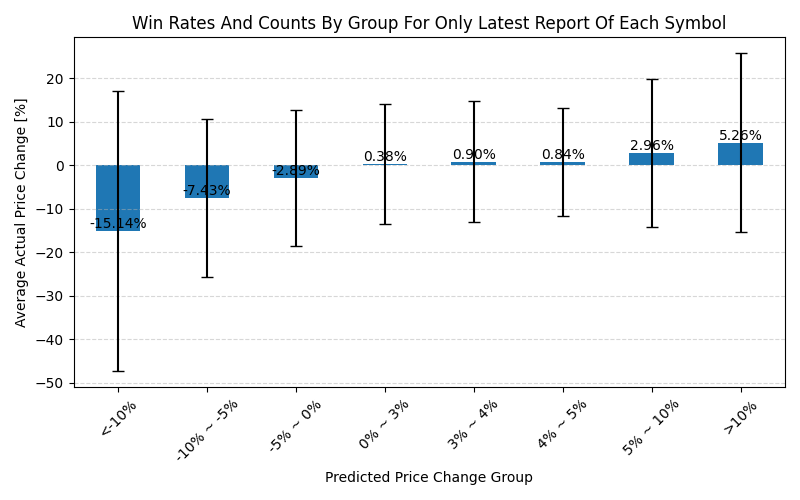 Win Rates And Counts By Group For Only Latest Report Of Each Symbol
Average Actual Price Change [%]
20
10
0
−10
−20
−30
−40
−50
-15.14%
-7.43%
-2.89%
0.38%
0.90%
0.84%
2.96%
5.26%
<-10%
-10% ~ -5%
-5% ~ 0%
0% ~ 3%
3% ~ 4%
4% ~ 5%
5% ~ 10%
>10%
Predicted Price Change Group